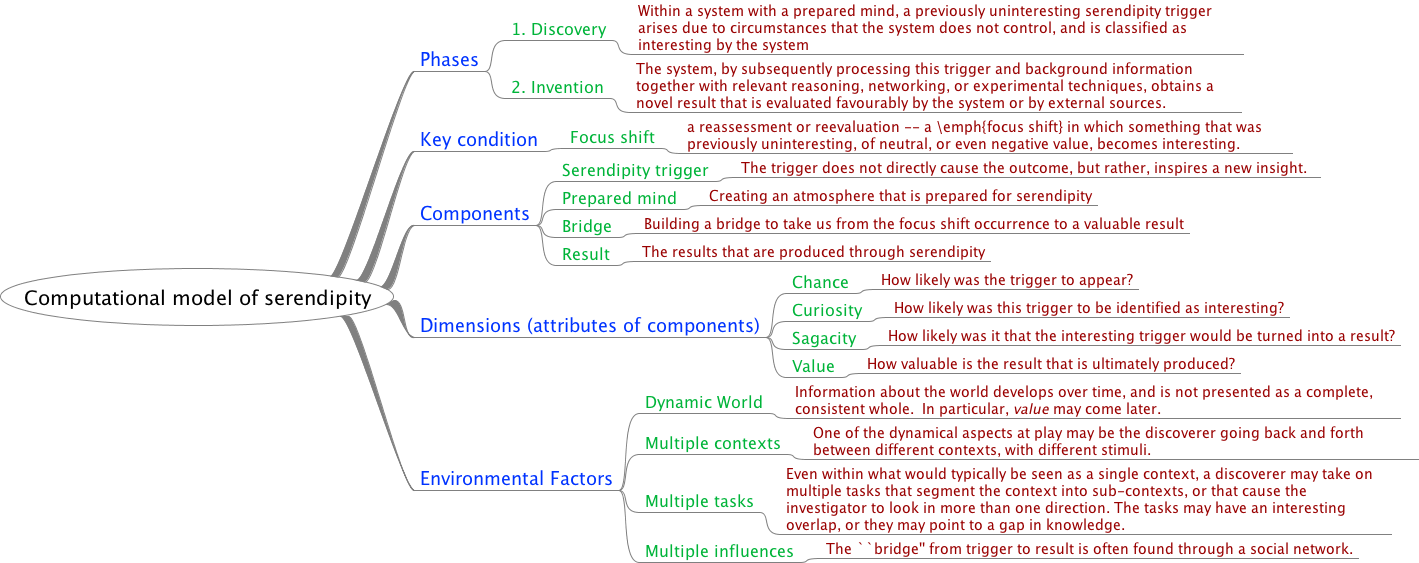 Computational model of serendipity
Phases
1. Discovery
Within a system with a prepared mind, a previously uninteresting serendipity trigger
arises due to circumstances that the system does not control, and is classified as
interesting by the system
2. Invention
The system, by subsequently processing this trigger and background information
together with relevant reasoning, networking, or experimental techniques, obtains a
novel result that is evaluated favourably by the system or by external sources.
Key condition
Focus shift
a reassessment or reevaluation -- a \emph{focus shift} in which something that was
previously uninteresting, of neutral, or even negative value, becomes interesting.
Components
Serendipity trigger
The trigger does not directly cause the outcome, but rather, inspires a new insight.
Prepared mind
Creating an atmosphere that is prepared for serendipity
Bridge
Building a bridge to take us from the focus shift occurrence to a valuable result
Result
The results that are produced through serendipity
Dimensions (attributes of components)
Chance
How likely was the trigger to appear?
Curiosity
How likely was this trigger to be identified as interesting?
Sagacity
How likely was it that the interesting trigger would be turned into a result?
Value
How valuable is the result that is ultimately produced?
Environmental Factors
Dynamic World
Information about the world develops over time, and is not presented as a complete,
consistent whole.  In particular, value may come later.
Multiple contexts
One of the dynamical aspects at play may be the discoverer going back and forth
between different contexts, with different stimuli.
Multiple tasks
Even within what would typically be seen as a single context, a discoverer may take on
multiple tasks that segment the context into sub-contexts, or that cause the
investigator to look in more than one direction. The tasks may have an interesting
overlap, or they may point to a gap in knowledge.
Multiple influences
The ``bridge" from trigger to result is often found through a social network.